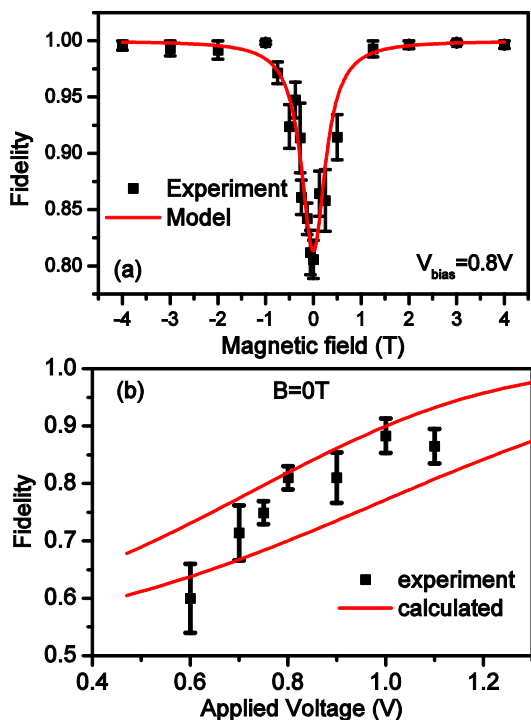 1.00
0.95
0.90
0.85
0.80
Fidelity
Experiment
Model
(a)
V_bias=0.8V
-4 -3 -2 -1 0 1 2 3 4
Magnetic field (T)
(b)
B=0T
1.0
0.9
0.8
0.7
0.6
0.5
Fidelity
experiment
calculated
0.4 0.6 0.8 1.0 1.2
Applied Voltage (V)